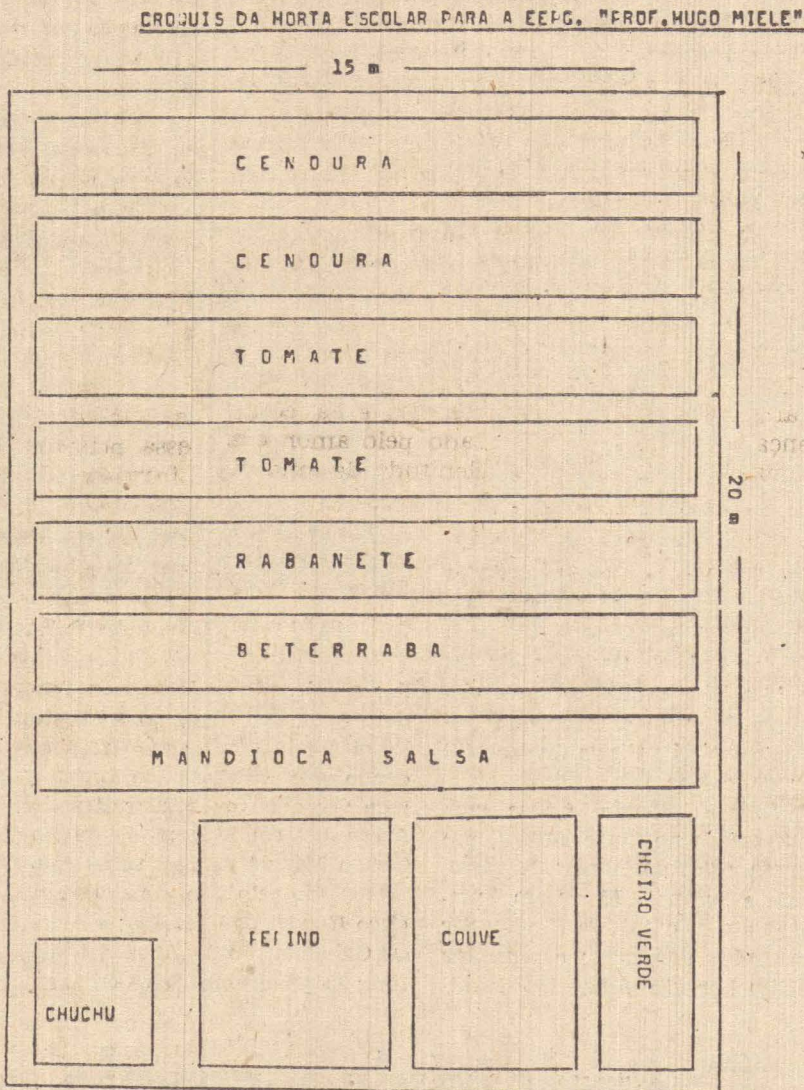 CROQUIS DA HORTA ESCOLAR PARA A EEPG. "PROF. HUGO MIELE"
15 m
CENOURA
CENOURA
TOMATE
TOMATE
20 m
RABANETE
BETERRABA
MANDIOCA SALSA
PEPINO
COUVE
CHEIRO VERDE
CHUCHU